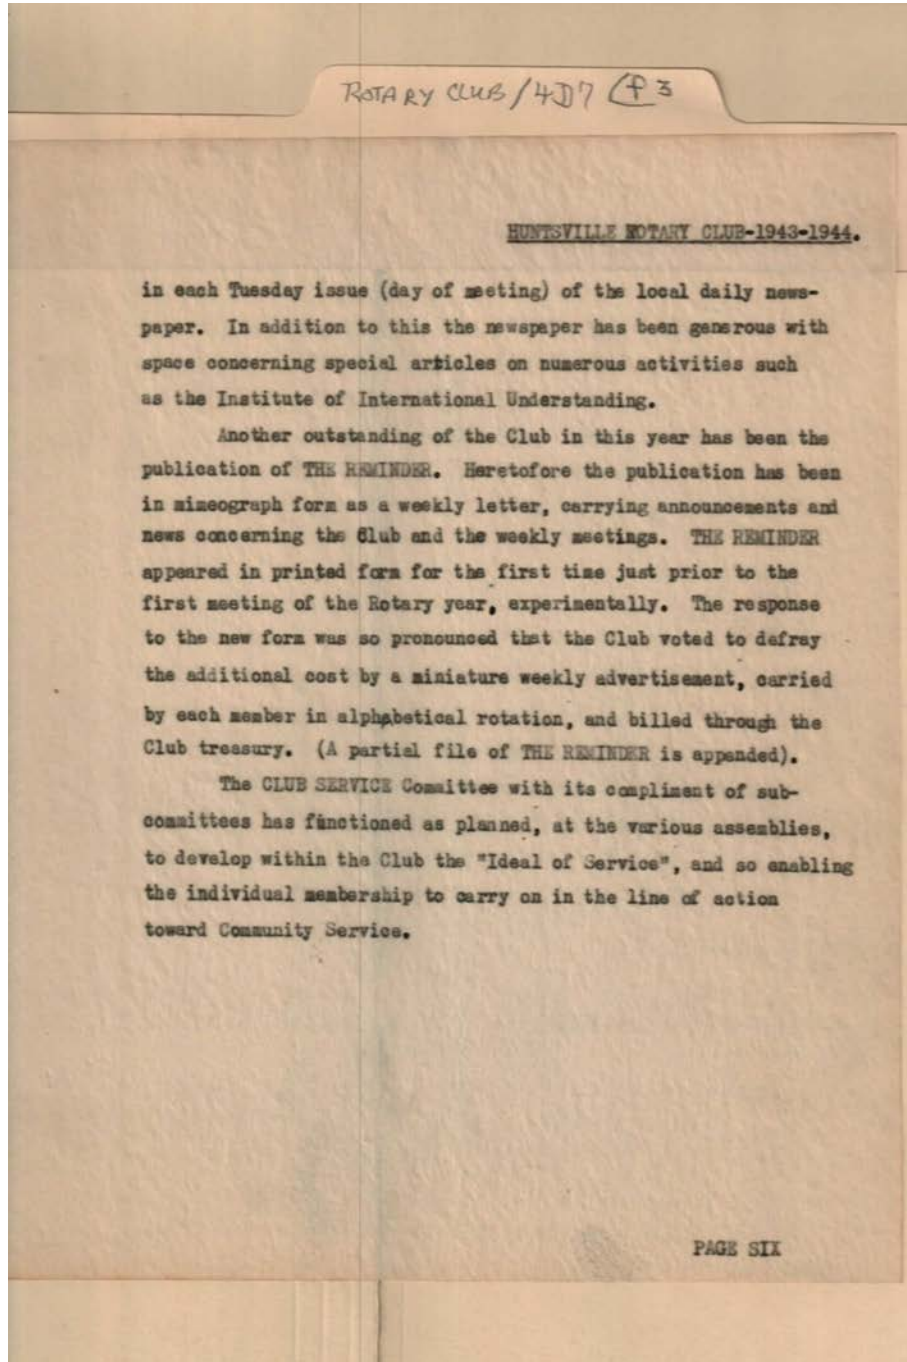 ROTARY CLUB/4D7 f3
HUNTSVILLE ROTARY CLUB-1943-1944.
in each Tuesday issue (day of meeting) of the local daily news-
paper. In addition to this the newspaper has been generous with
space concerning special articles on numerous activities such
as the Institute of International Understanding.
Another outstanding of the Club in this year has been the
publication of THE REMINDER. Heretofore the publication has been
in mimeograph form as a weekly letter, carrying announcements and
news concerning the Club and the weekly meetings. THE REMINDER
appeared in printed form for the first time just prior to the
first meeting of the Rotary year, experimentally. The response
to the new form was so pronounced that the Club voted to defray
the additional cost by a miniature weekly advertisement, carried
by each member in alphabetical rotation, and billed through the
Club treasury. (A partial file of THE REMINDER is appended).
The CLUB SERVICE Committee with its compliment of sub-
committees has functioned as planned, at the various assemblies,
to develop within the Club the "Ideal of Service", and so enabling
the individual membership to carry on in the line of action
toward Community Service.
PAGE SIX